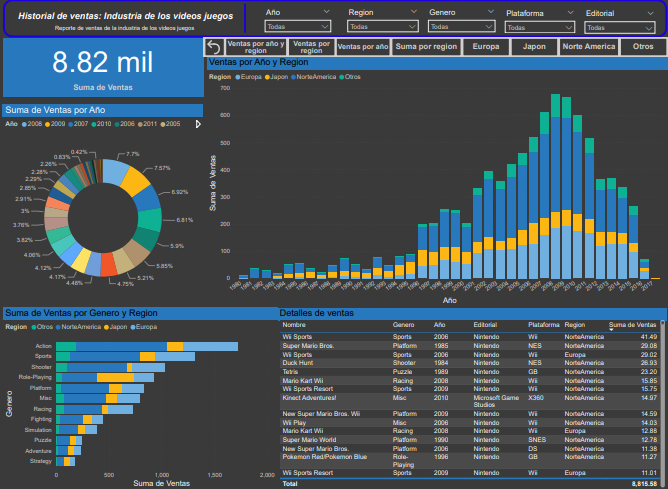 Historial de ventas: Industria de los videos juegos
Reporte de ventas de la industria de los videos juegos
Año
Todas
Region
Todas
Genero
Todas
Plataforma
Todas
Editorial
Todas
8.82 mil
Suma de Ventas
Ventas por año y region
Ventas por region
Ventas por año
Suma por region
Europa
Japon
Norte America
Otros
Suma de Ventas por Año
Año 2008 2009 2007 2010 2006 2011 2005
7.7%
7.57%
6.92%
6.81%
5.9%
5.85%
5.21%
4.75%
4.48%
4.17%
4.12%
4.06%
3.82%
3.76%
3%
2.91%
2.85%
2.29%
2.28%
2.26%
0.83%
0.42%
Ventas por Año y Region
Region Europa Japon NorteAmerica Otros
Suma de Ventas
700
600
500
400
300
200
100
0
1980 1981 1982 1983 1984 1985 1986 1987 1988 1989 1990 1991 1992 1993 1994 1995 1996 1997 1998 1999 2000 2001 2002 2003 2004 2005 2006 2007 2008 2009 2010 2011 2012 2013 2014 2015 2016 2017
Año
Suma de Ventas por Genero y Region
Region Otros NorteAmerica Japon Europa
Genero
Action
Sports
Shooter
Role-Playing
Platform
Misc
Racing
Fighting
Simulation
Puzzle
Adventure
Strategy
0 500 1,000 1,500 2,000
Suma de Ventas
Detalles de ventas
Nombre Genero Año Editorial Plataforma Region Suma de Ventas
Wii Sports Sports 2006 Nintendo Wii NorteAmerica 41.49
Super Mario Bros. Platform 1985 Nintendo NES NorteAmerica 29.08
Wii Sports Sports 2006 Nintendo Wii Europa 29.02
Duck Hunt Shooter 1984 Nintendo NES NorteAmerica 26.93
Tetris Puzzle 1989 Nintendo GB NorteAmerica 23.20
Mario Kart Wii Racing 2008 Nintendo Wii NorteAmerica 15.85
Wii Sports Resort Sports 2009 Nintendo Wii NorteAmerica 15.75
Kinect Adventures! Misc 2010 Microsoft Game Studios X360 NorteAmerica 14.97
New Super Mario Bros. Wii Platform 2009 Nintendo Wii NorteAmerica 14.59
Wii Play Misc 2006 Nintendo Wii NorteAmerica 14.03
Mario Kart Wii Racing 2008 Nintendo Wii Europa 12.88
Super Mario World Platform 1990 Nintendo SNES NorteAmerica 12.78
New Super Mario Bros. Platform 2006 Nintendo DS NorteAmerica 11.38
Pokemon Red/Pokemon Blue Role-Playing 1996 Nintendo GB NorteAmerica 11.27
Wii Sports Resort Sports 2009 Nintendo Wii Europa 11.01
Total 8,815.58